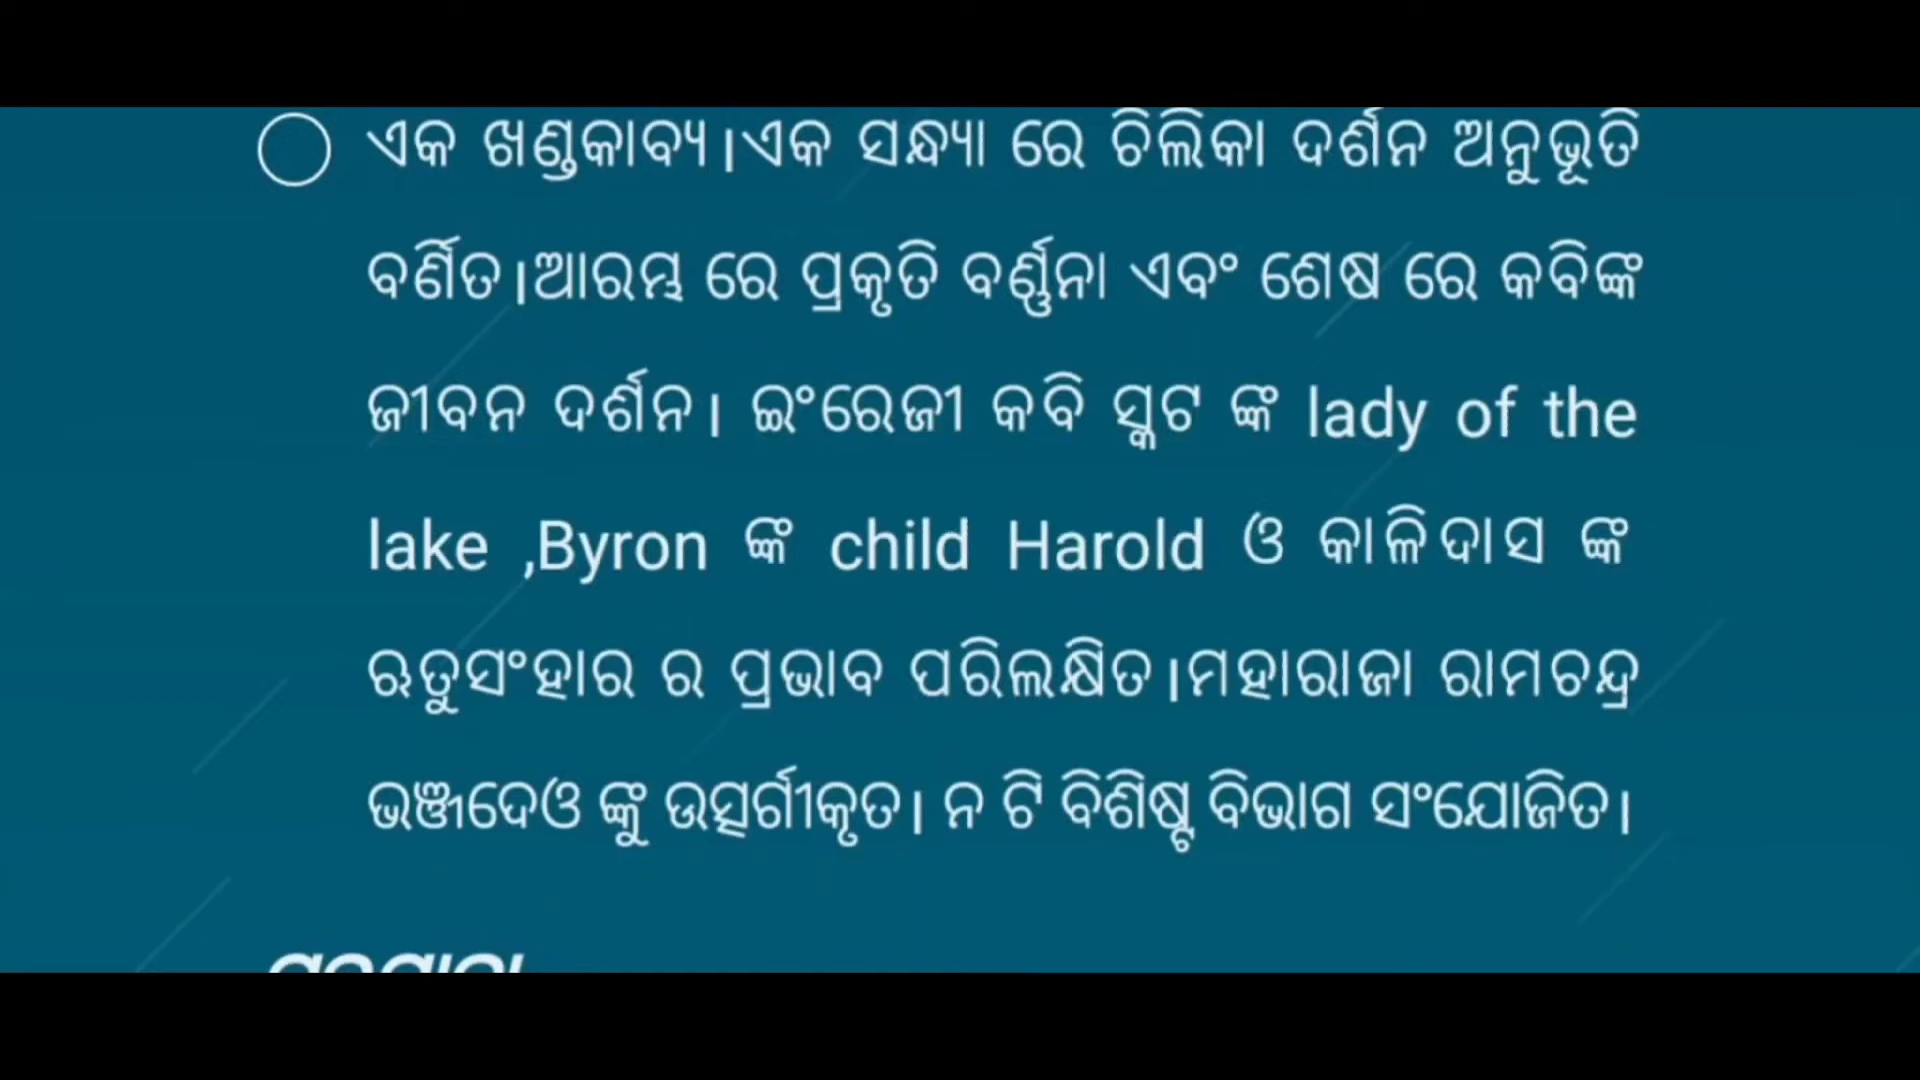 ଏକ ଖଣ୍ଡକାବ୍ୟ।ଏକ ସନ୍ଧ୍ୟା ରେ ଚିଲିକା ଦର୍ଶନ ଅନୁଭୂତି
ବର୍ଣିତ।ଆରମ୍ଭ ରେ ପ୍ରକୃତି ବର୍ଣ୍ଣନା ଏବଂ ଶେଷ ରେ କବିଙ୍କ
ଜୀବନ ଦର୍ଶନ। ଇଂରେଜୀ କବି ସ୍କଟ ଙ୍କ lady of the
lake ,Byron ଙ୍କ child Harold ଓ କାଳିଦାସ ଙ୍କ
ଋତୁସଂହାର ର ପ୍ରଭାବ ପରିଲକ୍ଷିତ।ମହାରାଜା ରାମଚନ୍ଦ୍ର
ଭଞ୍ଜଦେଓ ଙ୍କୁ ଉତ୍ସର୍ଗୀକୃତ। ନ ଟି ବିଶିଷ୍ଟ ବିଭାଗ ସଂଯୋଜିତ।